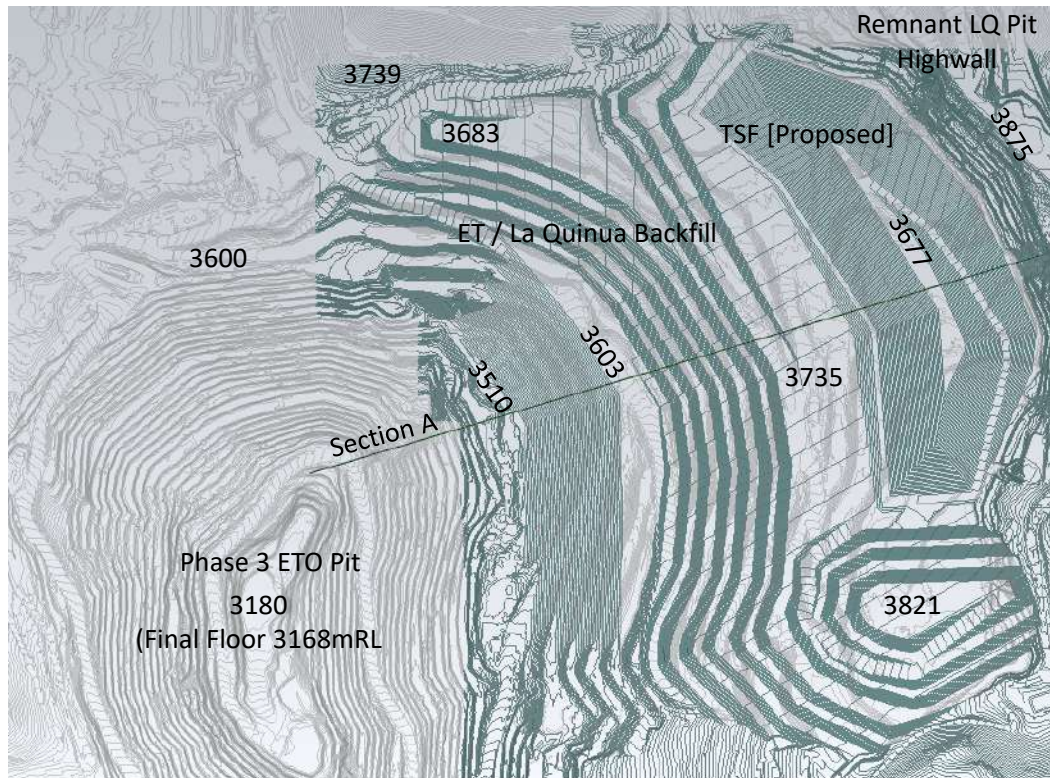 Remnant LQ Pit
Highwall
3739
3875
3683
TSF [Proposed]
ET / La Quinua Backfill
3677
3600
3603
3735
3510
Section A
Phase 3 ETO Pit
3180
(Final Floor 3168mRL
3821